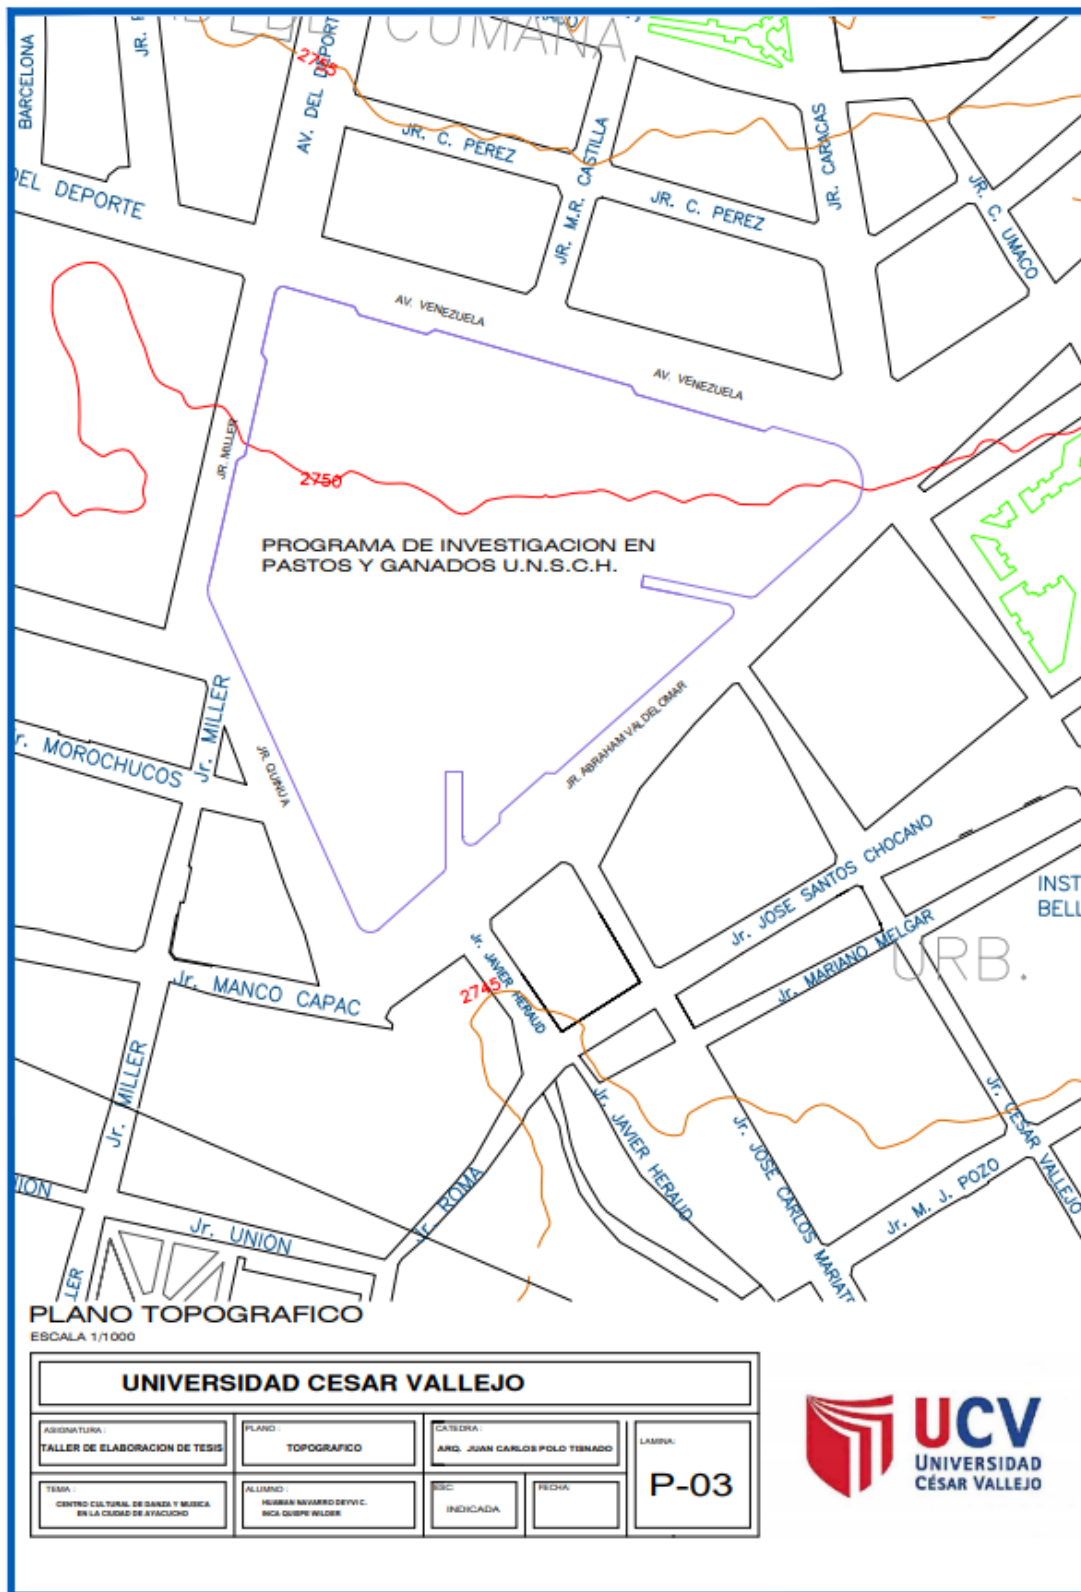 CUMANA
BARCELONA
JR.
AV. DEL DEPORT
2755
JR. C. PEREZ
JR. M.R. CASTILLA
JR. C. PEREZ
JR. CARACAS
JR. C. UMACO
DEL DEPORTE
AV. VENEZUELA
AV. VENEZUELA
JR. MILLER
2750
PROGRAMA DE INVESTIGACION EN
PASTOS Y GANADOS U.N.S.C.H.
Jr. MILLER
r. MOROCHUCOS
JR. QUINUA
JR. ABRAHAM VALDELOMAR
Jr. JOSE SANTOS CHOCANO
INST
BELL
Jr. MARIANO MELGAR
URB.
Jr. JAVIER HERAUD
2745
Jr. MANCO CAPAC
Jr. MILLER
Jr. JAVIER HERAUD
Jr. JOSE CARLOS MARIATE
Jr. CESAR VALLEJO
Jr. M. J. POZO
Jr. ROMA
NION
Jr. UNION
LLER
PLANO TOPOGRAFICO
ESCALA 1/1000
UNIVERSIDAD CESAR VALLEJO
ASIGNATURA :
TALLER DE ELABORACION DE TESIS
PLANO :
TOPOGRAFICO
CATEDRA :
ARQ. JUAN CARLOS POLO TISNADO
LAMINA:
P-03
TEMA :
CENTRO CULTURAL DE DANZA Y MUSICA
EN LA CIUDAD DE AYACUCHO
ALUMNO :
HUAMAN NAVARRO DEYVI C.
INCA QUISPE WILDER
ESC:
INDICADA
FECHA:
UCV
UNIVERSIDAD
CÉSAR VALLEJO